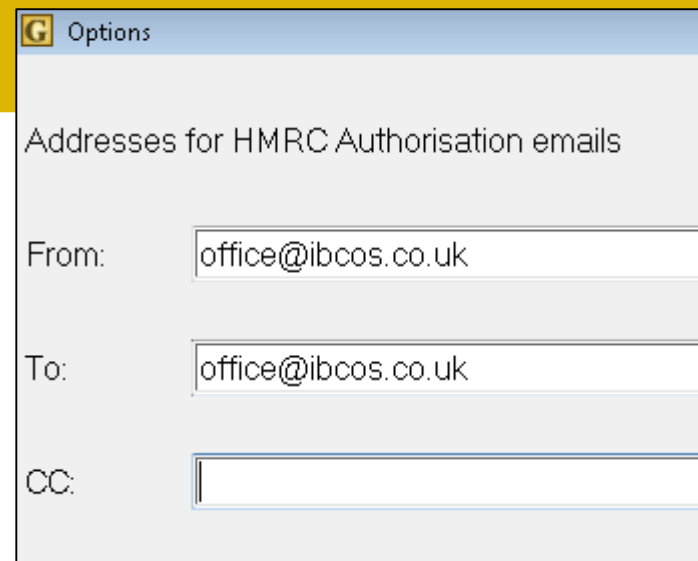 G Options
Addresses for HMRC Authorisation emails
From: office@ibcos.co.uk
To: office@ibcos.co.uk
CC: